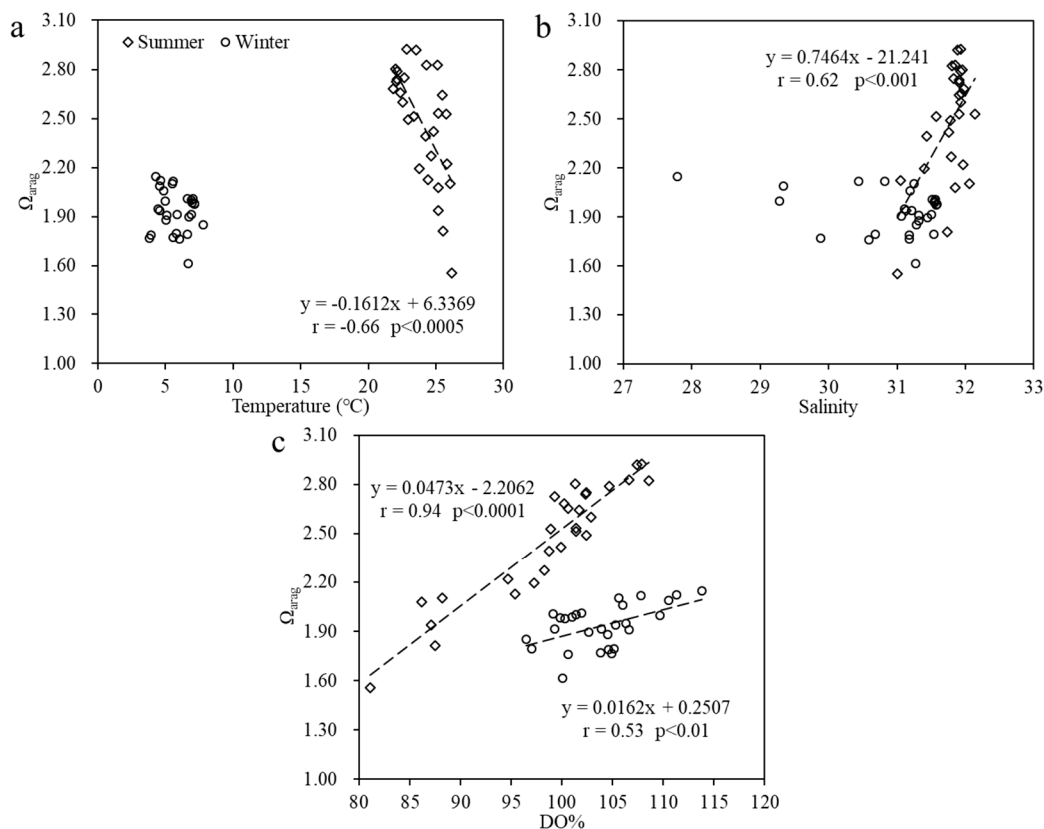 a
3.10
2.80
2.50
2.20
1.90
1.60
1.30
1.00
Ωarag
Summer Winter
y = -0.1612x + 6.3369
r = -0.66 p<0.0005
0 5 10 15 20 25 30
Temperature (°C)
b
3.10
2.80
2.50
2.20
1.90
1.60
1.30
1.00
Ωarag
y = 0.7464x - 21.241
r = 0.62 p<0.001
27 28 29 30 31 32 33
Salinity
c
3.10
2.80
2.50
2.20
1.90
1.60
1.30
1.00
Ωarag
y = 0.0473x - 2.2062
r = 0.94 p<0.0001
y = 0.0162x + 0.2507
r = 0.53 p<0.01
80 85 90 95 100 105 110 115 120
DO%